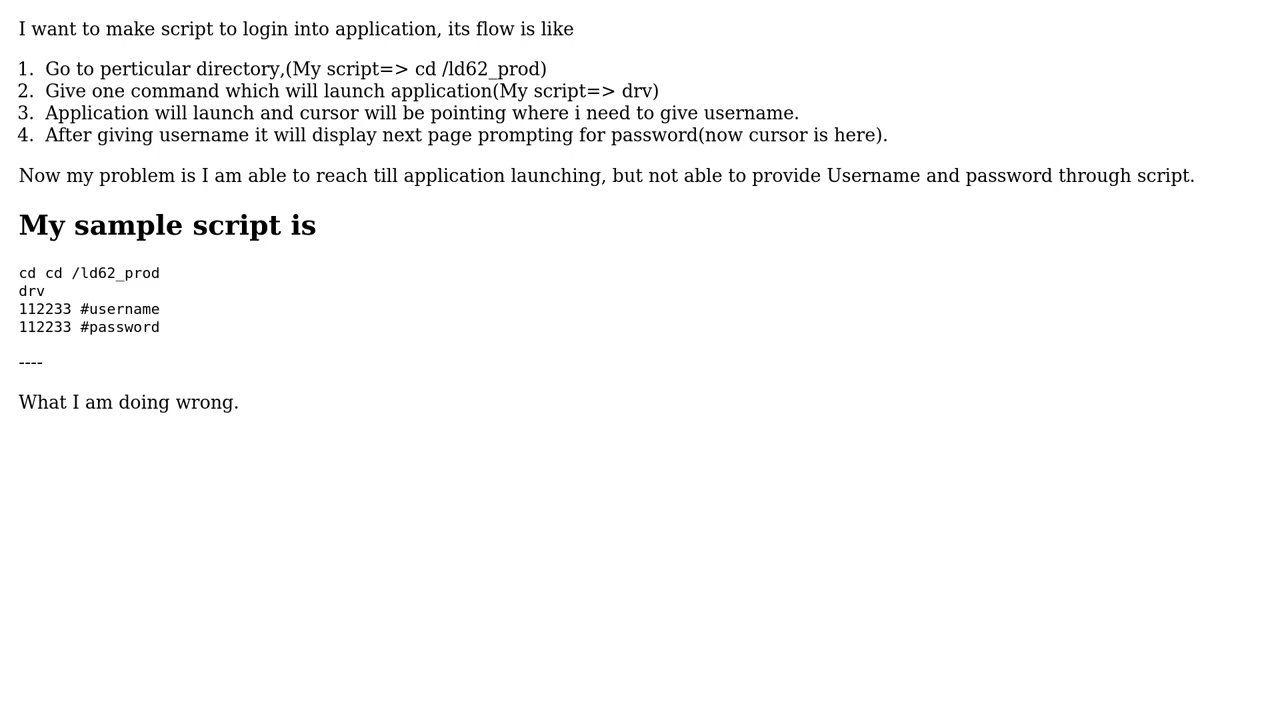 I want to make script to login into application, its flow is like
1. Go to perticular directory,(My script=> cd /ld62_prod)
2. Give one command which will launch application(My script=> drv)
3. Application will launch and cursor will be pointing where i need to give username.
4. After giving username it will display next page prompting for password(now cursor is here).
Now my problem is I am able to reach till application launching, but not able to provide Username and password through script.
My sample script is
cd cd /ld62_prod
drv
112233 #username
112233 #password
----
What I am doing wrong.